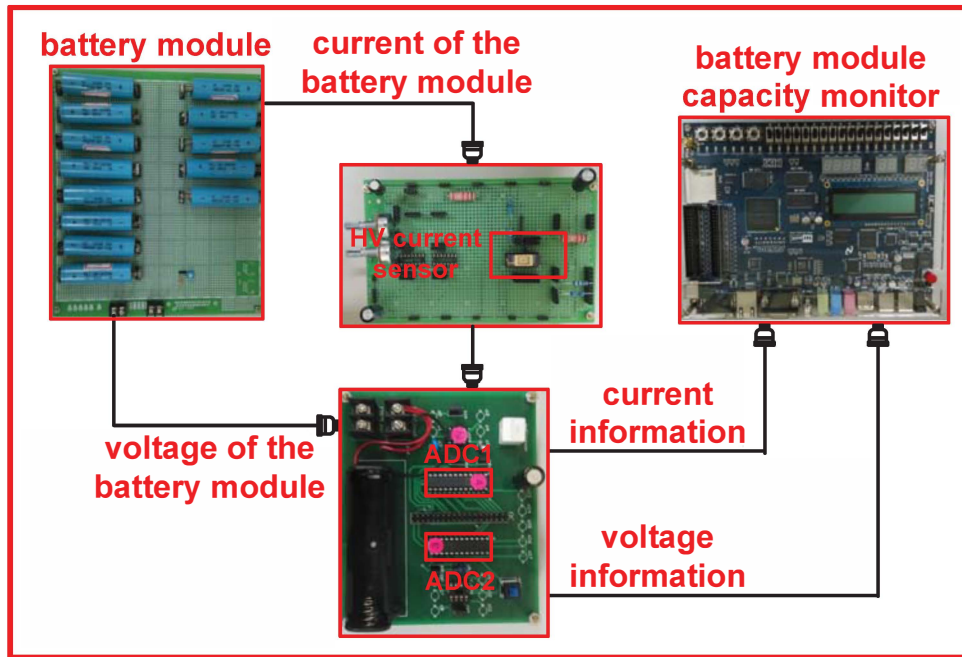 battery module
current of the
battery module
battery module
capacity monitor
HV current
sensor
current
information
voltage of the
battery module
ADC1
voltage
information
ADC2